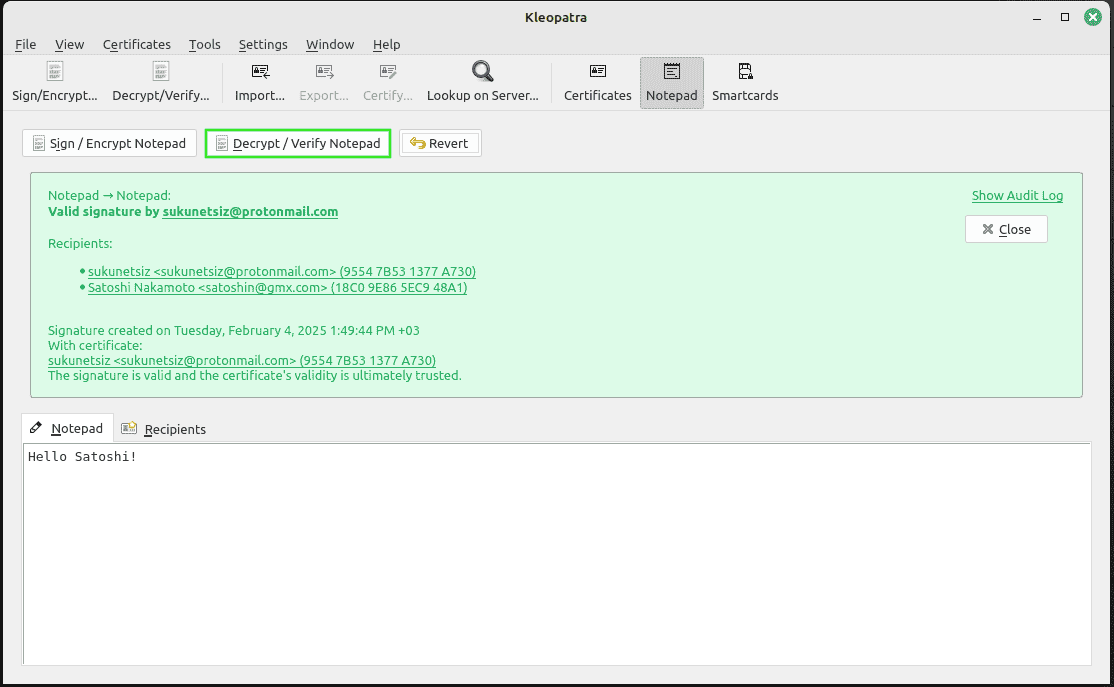 Kleopatra
File View Certificates Tools Settings Window Help
Sign/Encrypt... Decrypt/Verify... Import... Export... Certify... Lookup on Server... Certificates Notepad Smartcards
Sign / Encrypt Notepad Decrypt / Verify Notepad Revert
Notepad → Notepad: Show Audit Log
Valid signature by sukunetsiz@protonmail.com
Close
Recipients:
• sukunetsiz <sukunetsiz@protonmail.com> (9554 7B53 1377 A730)
• Satoshi Nakamoto <satoshin@gmx.com> (18C0 9E86 5EC9 48A1)
Signature created on Tuesday, February 4, 2025 1:49:44 PM +03
With certificate:
sukunetsiz <sukunetsiz@protonmail.com> (9554 7B53 1377 A730)
The signature is valid and the certificate's validity is ultimately trusted.
Notepad Recipients
Hello Satoshi!